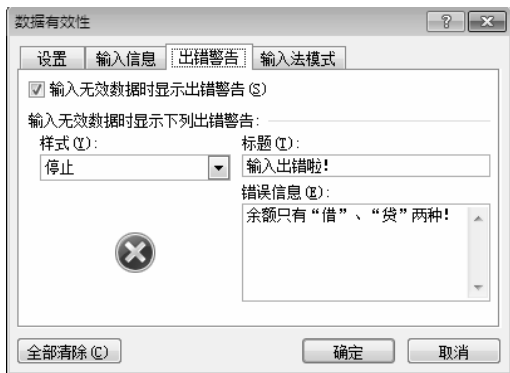 数据有效性
设置 输入信息 出错警告 输入法模式
输入无效数据时显示出错警告(S)
输入无效数据时显示下列出错警告:
样式(Y): 标题(T):
停止 输入出错啦!
错误信息(E):
余额只有“借”、“贷”两种!
全部清除(C) 确定 取消